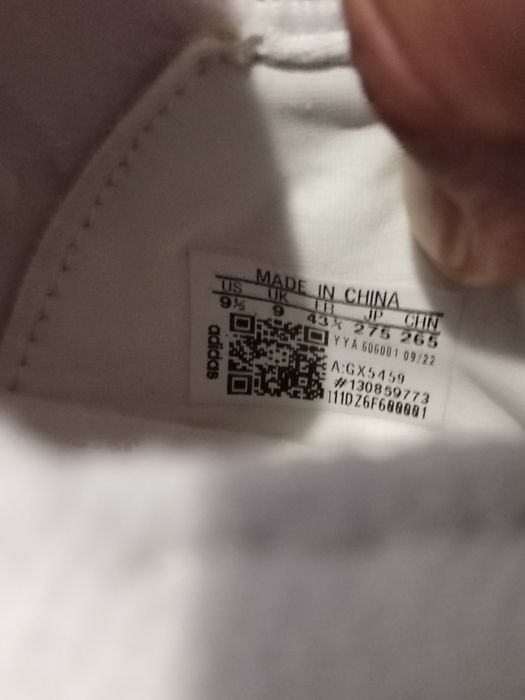 MADE IN CHINA
US UK FR JP CHN
9½ 9 43⅓ 275 265
YYA 606001 09/22
adidas
A:GX5459
#130859773
111DZ6F600001